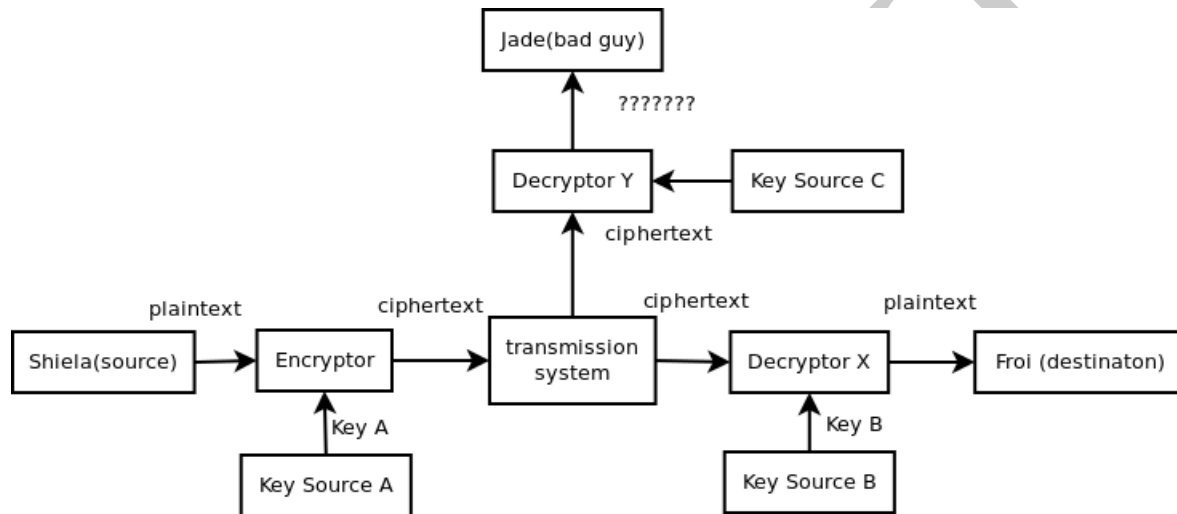 Jade(bad guy)
???????
Decryptor Y
Key Source C
ciphertext
plaintext
ciphertext
ciphertext
plaintext
Shiela(source)
Encryptor
transmission
system
Decryptor X
Froi (destinaton)
Key A
Key B
Key Source A
Key Source B